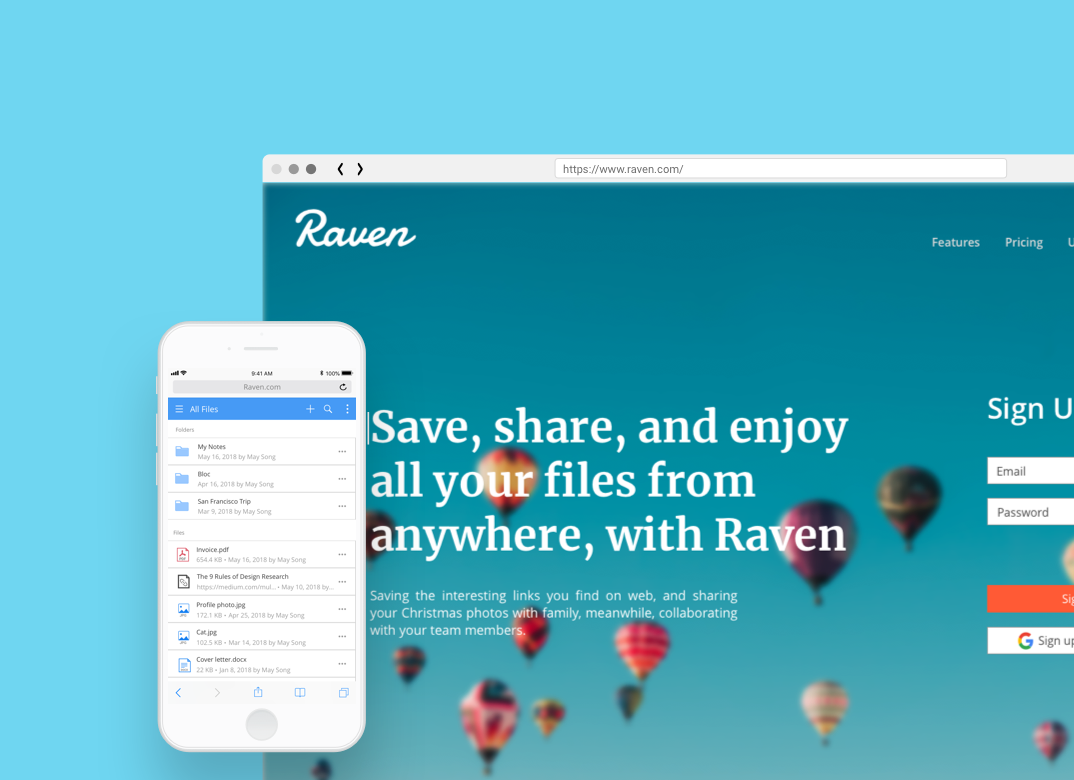 https://www.raven.com/
Raven
Features
Pricing
9:41 AM
100%
Raven.com
All Files
Folders
My Notes
May 16, 2018 by May Song
Bloc
Apr 16, 2018 by May Song
San Francisco Trip
Mar 9, 2018 by May Song
Files
Invoice.pdf
654.4 KB • May 16, 2018 by May Song
The 9 Rules of Design Research
https://medium.com/mul... • May 10, 2018 by...
Profile photo.jpg
172.1 KB • Apr 25, 2018 by May Song
Cat.jpg
102.5 KB • Mar 14, 2018 by May Song
Cover letter.docx
22 KB • Jan 8, 2018 by May Song
Save, share, and enjoy
all your files from
anywhere, with Raven
Saving the interesting links you find on web, and sharing
your Christmas photos with family, meanwhile, collaborating
with your team members.
Sign U
Email
Password
Sig
Sign up